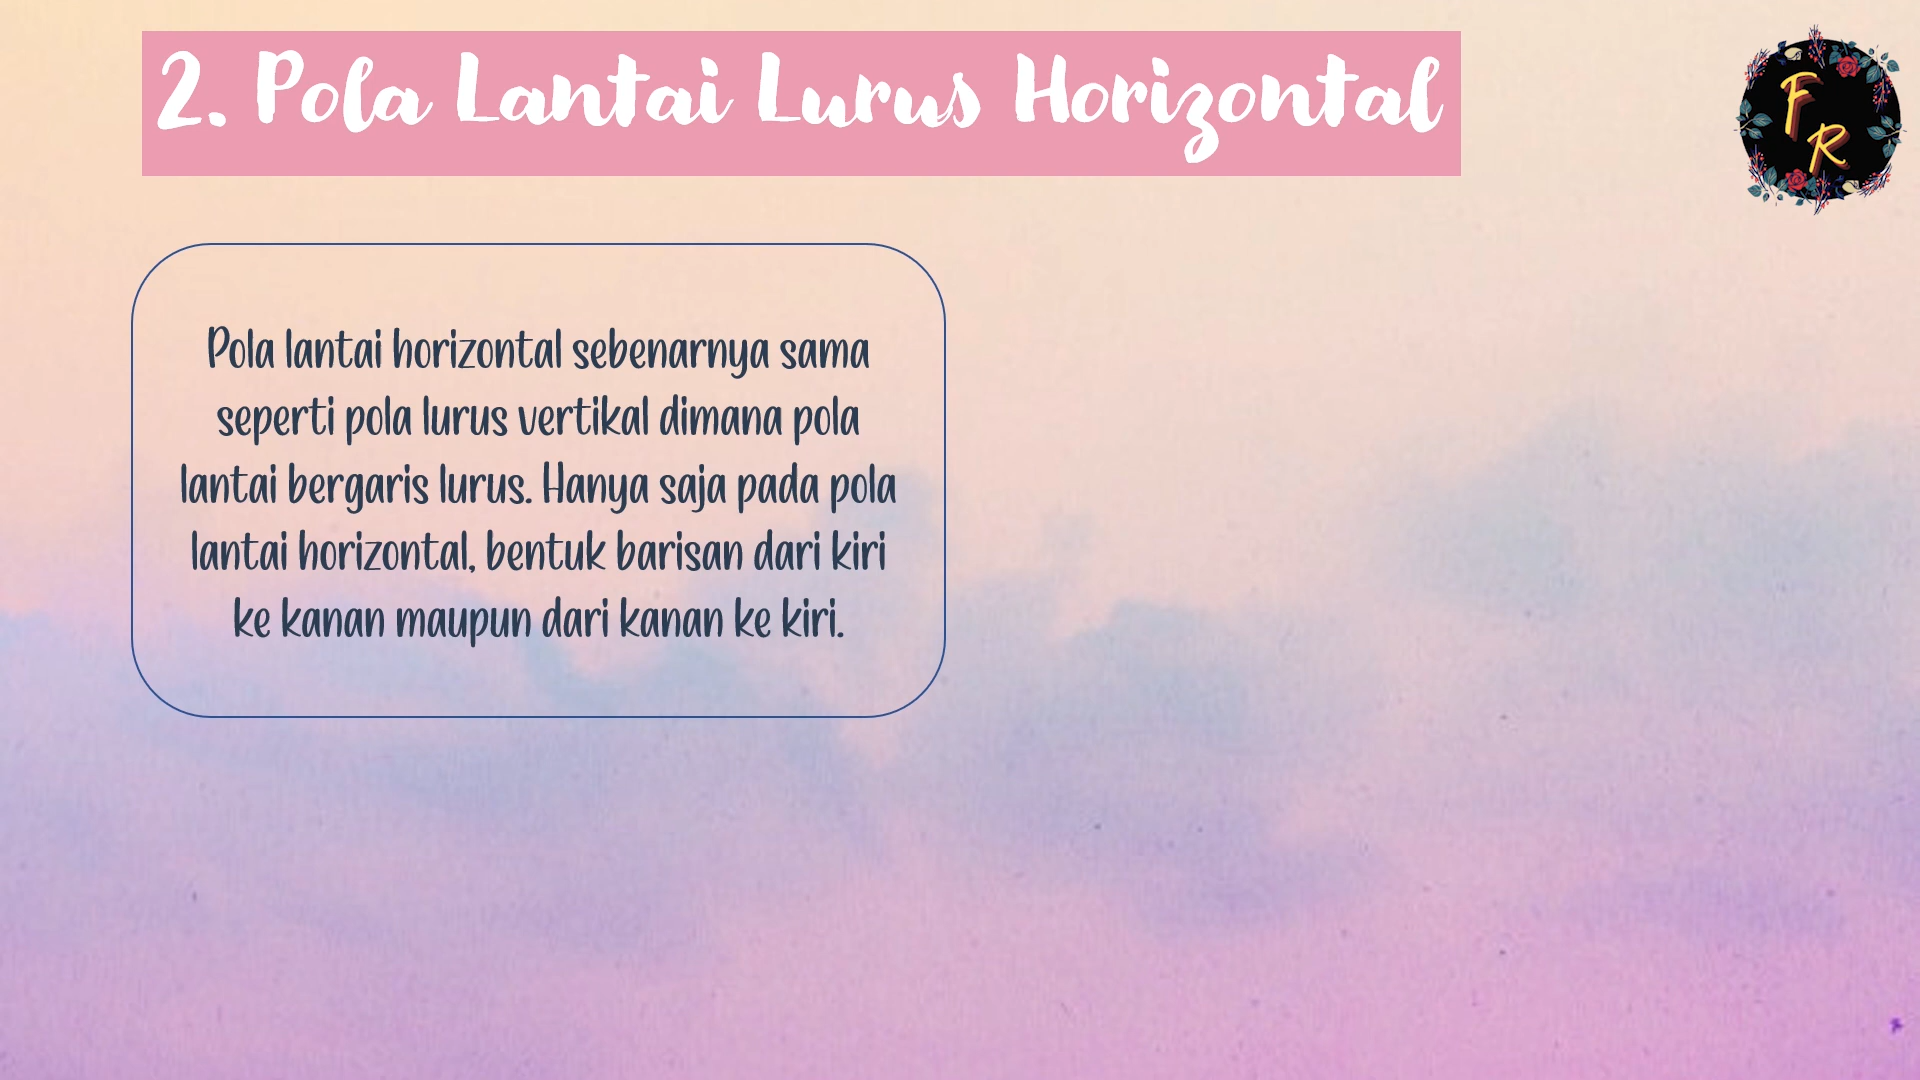 2. Pola Lantai Lurus Horizontal
F
R
Pola lantai horizontal sebenarnya sama
seperti pola lurus vertikal dimana pola
lantai bergaris lurus. Hanya saja pada pola
lantai horizontal, bentuk barisan dari kiri
ke kanan maupun dari kanan ke kiri.